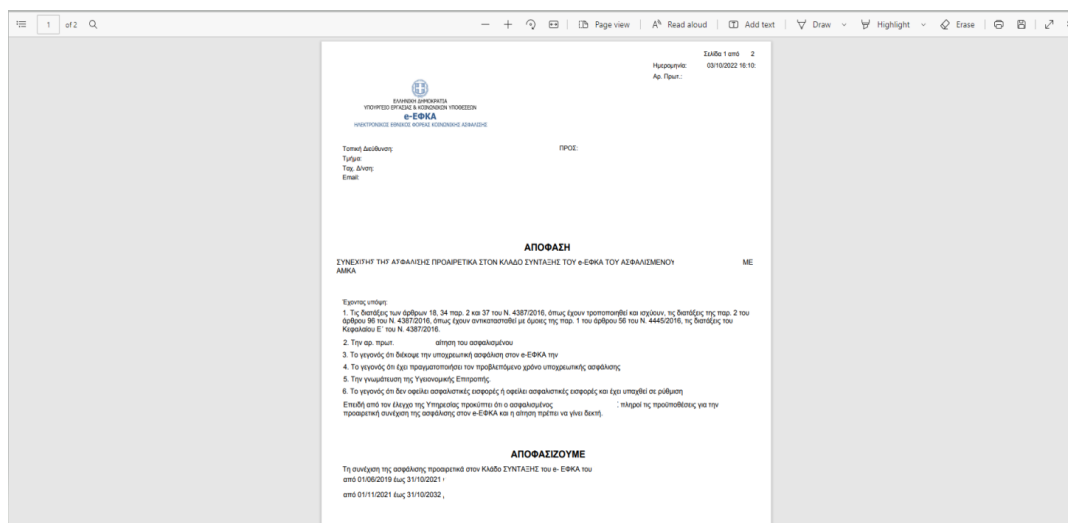 1 of 2 Page view Read aloud Add text Draw Highlight Erase
Σελίδα 1 από 2
Ημερομηνία: 03/10/2022 16:10:
Αρ. Πρωτ.:
ΕΛΛΗΝΙΚΗ ΔΗΜΟΚΡΑΤΙΑ
ΥΠΟΥΡΓΕΙΟ ΕΡΓΑΣΙΑΣ & ΚΟΙΝΩΝΙΚΩΝ ΥΠΟΘΕΣΕΩΝ
e-ΕΦΚΑ
ΗΛΕΚΤΡΟΝΙΚΟΣ ΕΘΝΙΚΟΣ ΦΟΡΕΑΣ ΚΟΙΝΩΝΙΚΗΣ ΑΣΦΑΛΙΣΗΣ
Τοπική Διεύθυνση: ΠΡΟΣ:
Τμήμα:
Ταχ. Δ/νση:
Email:
ΑΠΟΦΑΣΗ
ΣΥΝΕΧΙΣΗΣ ΤΗΣ ΑΣΦΑΛΙΣΗΣ ΠΡΟΑΙΡΕΤΙΚΑ ΣΤΟΝ ΚΛΑΔΟ ΣΥΝΤΑΞΗΣ ΤΟΥ e-ΕΦΚΑ ΤΟΥ ΑΣΦΑΛΙΣΜΕΝΟΥ ΜΕ
ΑΜΚΑ
Έχοντας υπόψη:
1. Τις διατάξεις των άρθρων 18, 34 παρ. 2 και 37 του Ν. 4387/2016, όπως έχουν τροποποιηθεί και ισχύουν, τις διατάξεις της παρ. 2 του
άρθρου 96 του Ν. 4387/2016, όπως έχουν αντικατασταθεί με όμοιες της παρ. 1 του άρθρου 56 του Ν. 4445/2016, τις διατάξεις του
Κεφαλαίου Ε΄ του Ν. 4387/2016.
2. Την αρ. πρωτ. αίτηση του ασφαλισμένου
3. Το γεγονός ότι διέκοψε την υποχρεωτική ασφάλιση στον e-ΕΦΚΑ την
4. Το γεγονός ότι έχει πραγματοποιήσει τον προβλεπόμενο χρόνο υποχρεωτικής ασφάλισης
5. Την γνωμάτευση της Υγειονομικής Επιτροπής.
6. Το γεγονός ότι δεν οφείλει ασφαλιστικές εισφορές ή οφείλει ασφαλιστικές εισφορές και έχει υπαχθεί σε ρύθμιση
Επειδή από τον έλεγχο της Υπηρεσίας προκύπτει ότι ο ασφαλισμένος : πληροί τις προϋποθέσεις για την
προαιρετική συνέχιση της ασφάλισης στον e-ΕΦΚΑ και η αίτηση πρέπει να γίνει δεκτή.
ΑΠΟΦΑΣΙΖΟΥΜΕ
Τη συνέχιση της ασφάλισης προαιρετικά στον Κλάδο ΣΥΝΤΑΞΗΣ του e- ΕΦΚΑ του
από 01/06/2019 έως 31/10/2021
από 01/11/2021 έως 31/10/2032